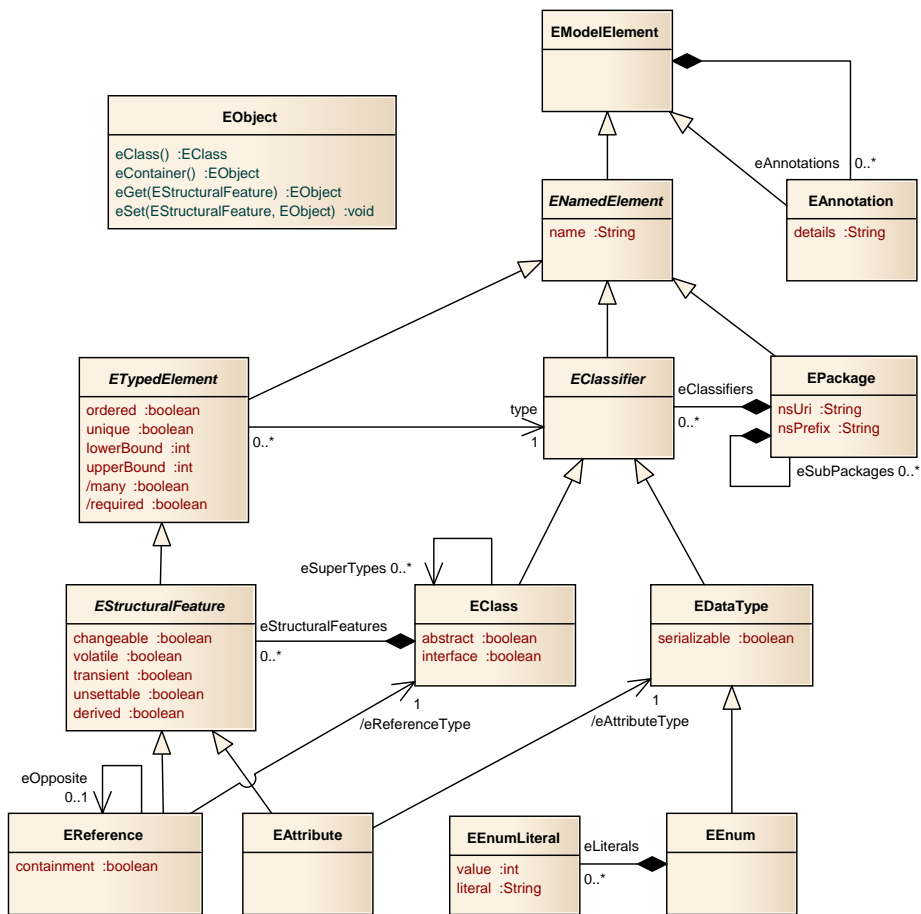 EModelElement
EObject
eClass() :EClass
eContainer() :EObject
eGet(EStructuralFeature) :EObject
eSet(EStructuralFeature, EObject) :void
eAnnotations
0..*
ENamedElement
name :String
EAnnotation
details :String
ETypedElement
ordered :boolean
unique :boolean
lowerBound :int
upperBound :int
/many :boolean
/required :boolean
type
0..*
1
EClassifier
eClassifiers
0..*
EPackage
nsUri :String
nsPrefix :String
eSubPackages 0..*
eSuperTypes 0..*
EStructuralFeature
changeable :boolean
volatile :boolean
transient :boolean
unsettable :boolean
derived :boolean
eStructuralFeatures
0..*
EClass
abstract :boolean
interface :boolean
EDataType
serializable :boolean
1
/eReferenceType
1
/eAttributeType
eOpposite
0..1
EReference
containment :boolean
EAttribute
EEnumLiteral
value :int
literal :String
eLiterals
0..*
EEnum